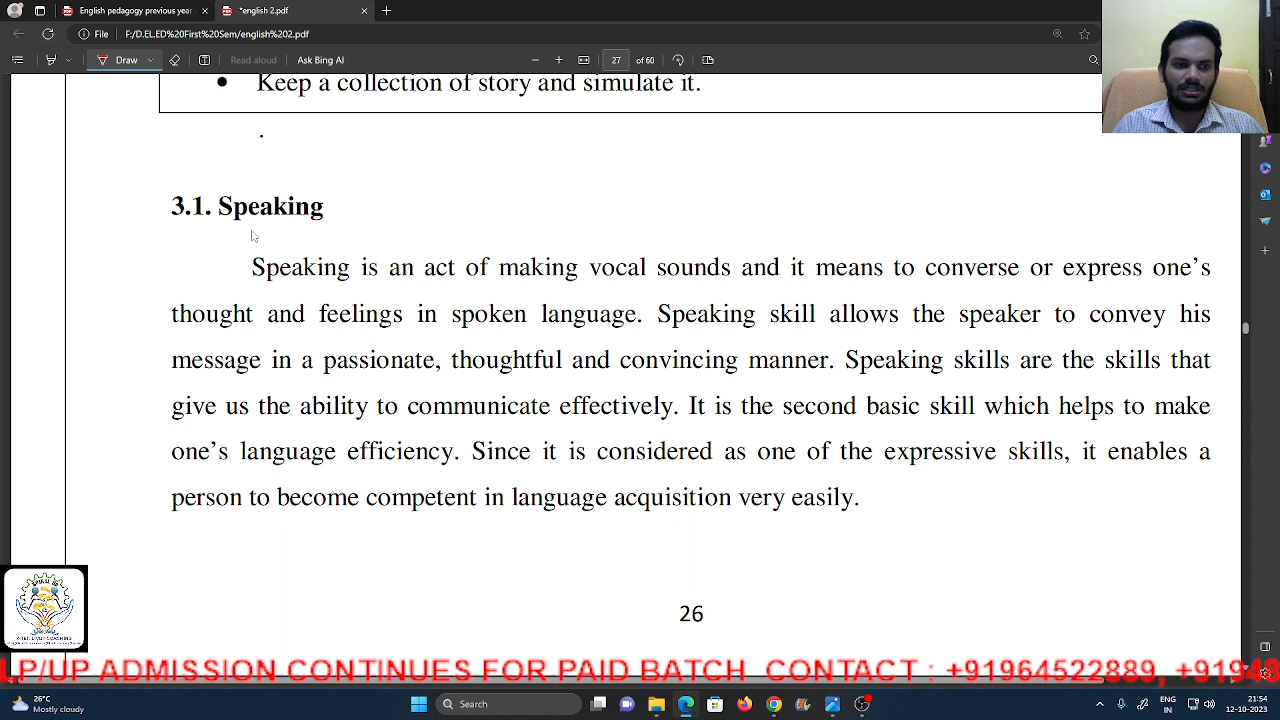 English pedagogy previous year
*english 2.pdf
File
F:/D.EL.ED%20First%20Sem/english%202.pdf
Draw
Read aloud
Ask Bing AI
27 of 60
• Keep a collection of story and simulate it.
.
3.1. Speaking
Speaking is an act of making vocal sounds and it means to converse or express one’s
thought and feelings in spoken language. Speaking skill allows the speaker to convey his
message in a passionate, thoughtful and convincing manner. Speaking skills are the skills that
give us the ability to communicate effectively. It is the second basic skill which helps to make
one’s language efficiency. Since it is considered as one of the expressive skills, it enables a
person to become competent in language acquisition very easily.
26
LP/UP ADMISSION CONTINUES FOR PAID BATCH CONTACT : +91964522889, +91948
26°C
Mostly cloudy
Search
ENG
IN
21:54
12-10-2023